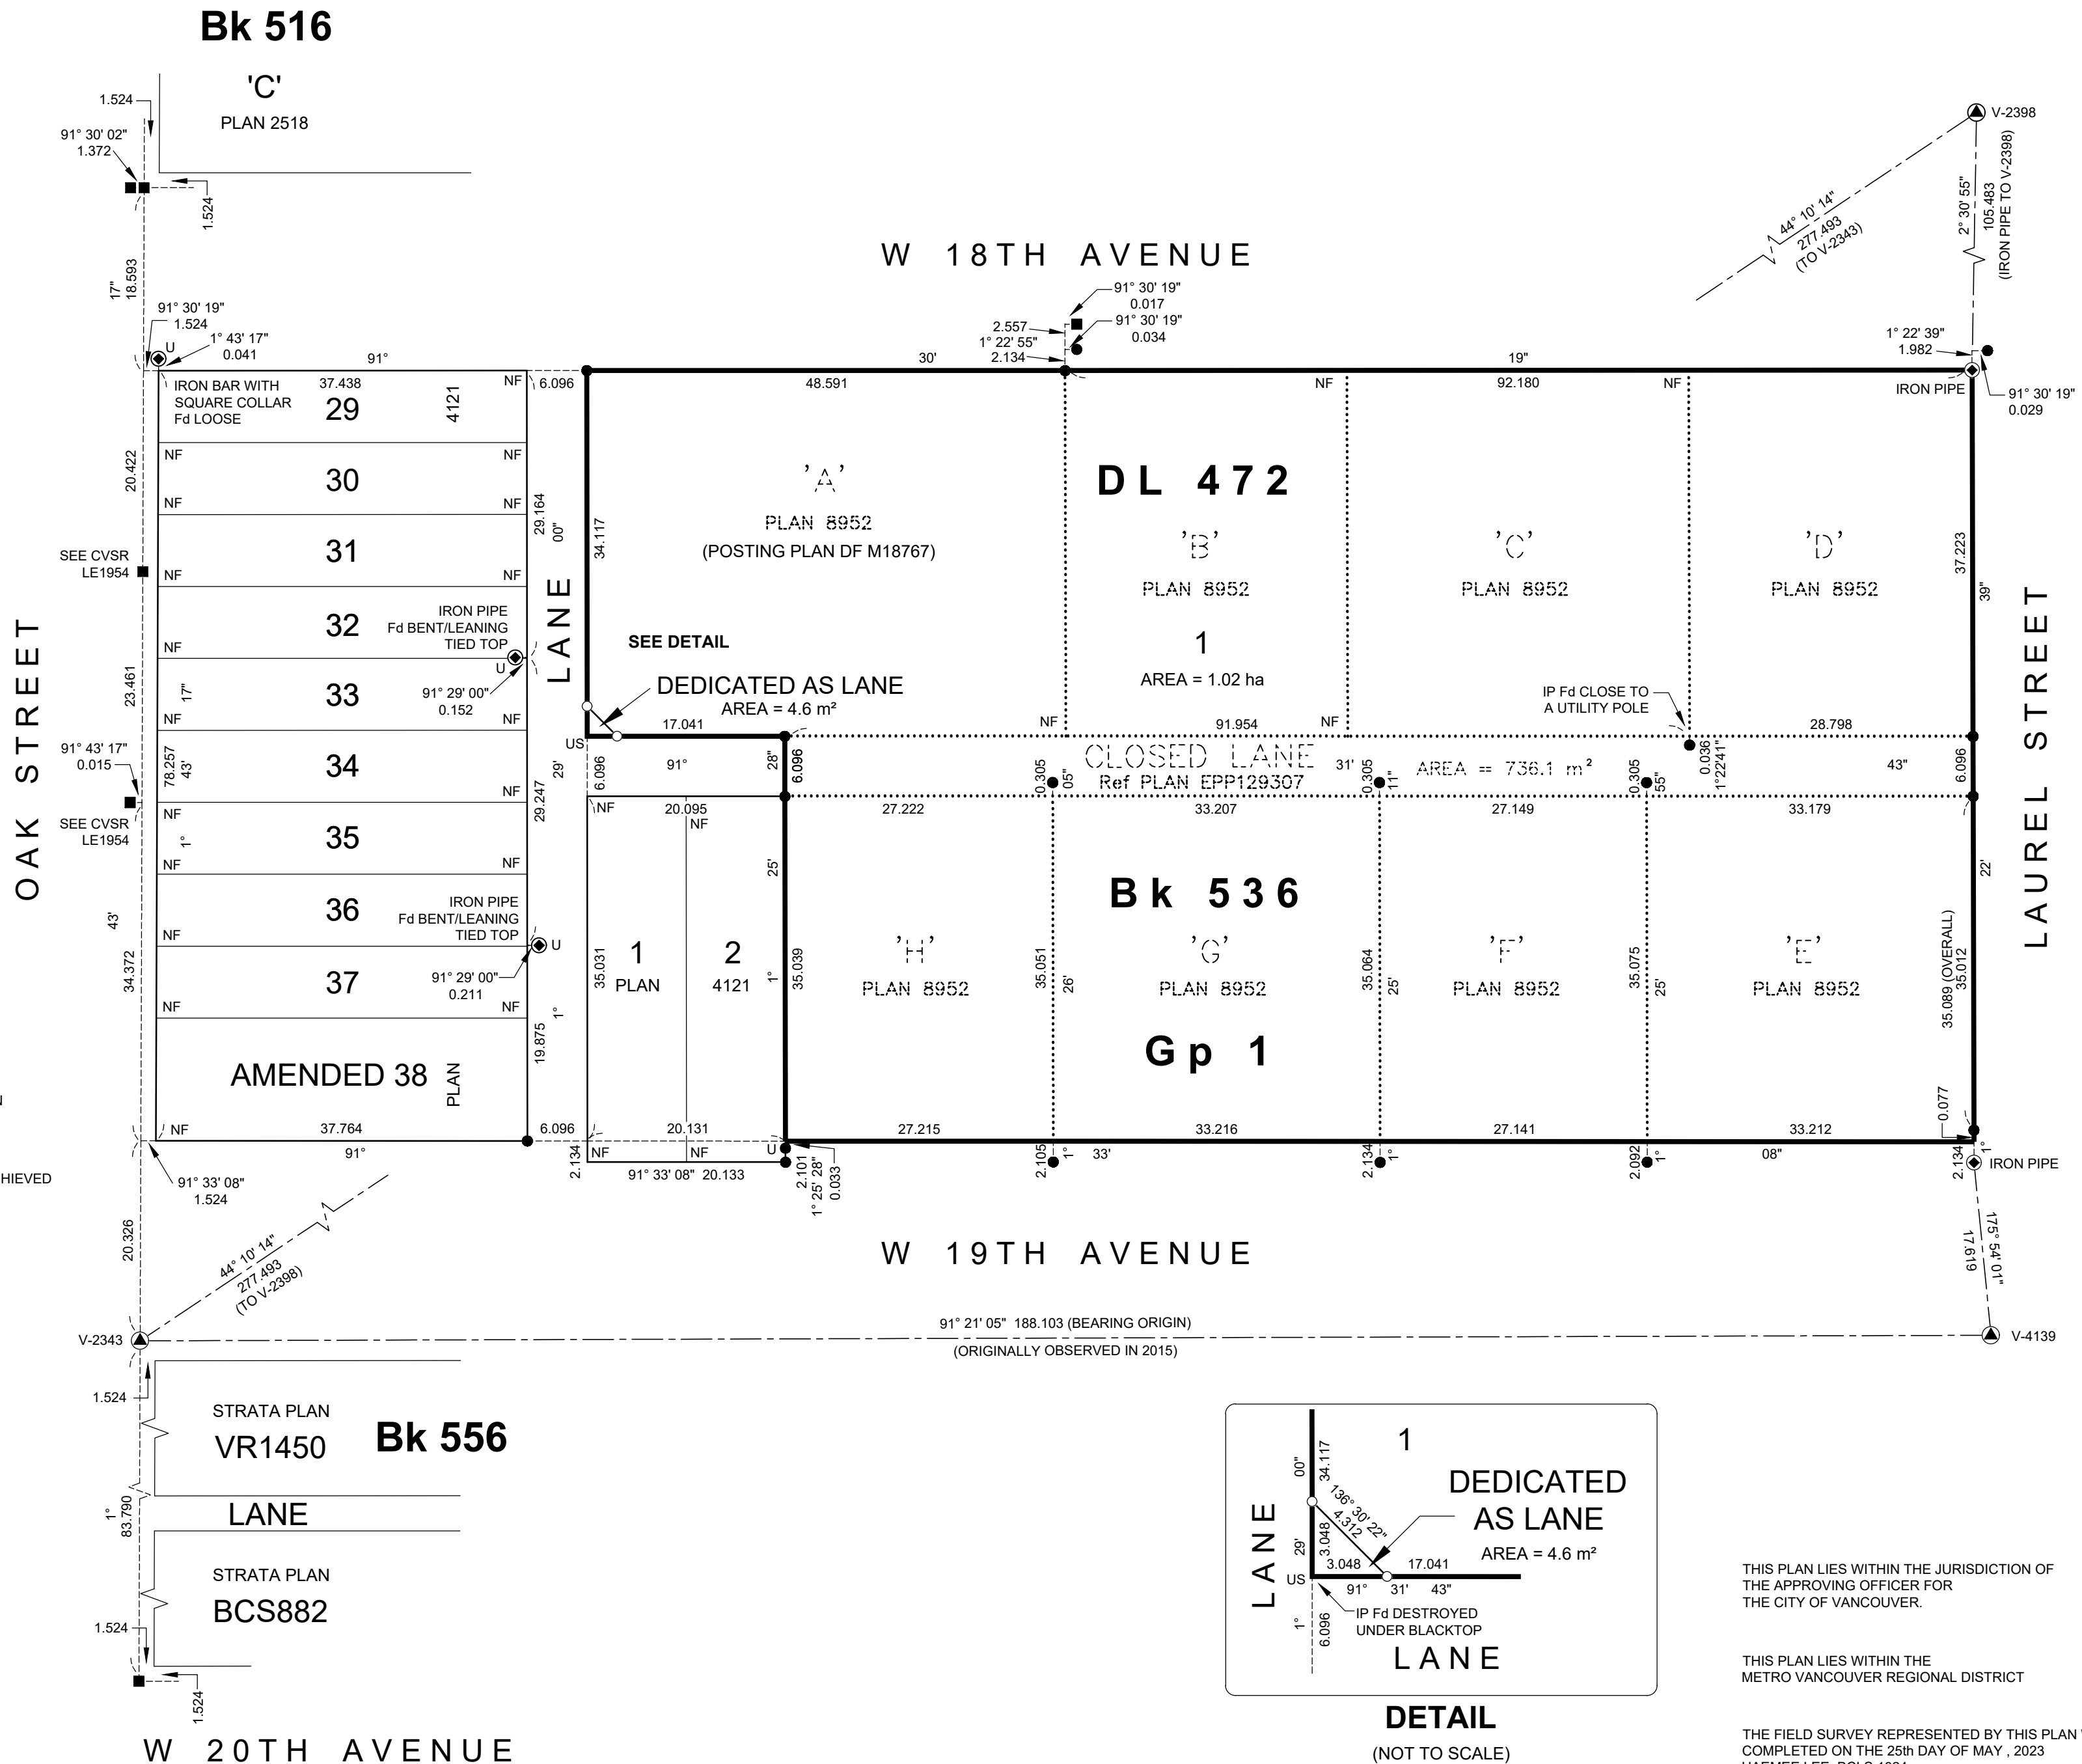 Bk 516
'C'
PLAN 2518
1.524
91° 30' 02"
1.372
1.524
17"
18.593
91° 30' 19"
1.524
U
1° 43' 17"
0.041
W 18TH AVENUE
91° 30' 19"
0.017
2.557
91° 30' 19"
0.034
1° 22' 55"
2.134
V-2398
44° 10' 14"
277.493
(TO V-2343)
2° 30' 55"
105.483
(IRON PIPE TO V-2398)
1° 22' 39"
1.982
91° 30' 19"
0.029
IRON PIPE
91°
30'
19"
37.438
NF
6.096
48.591
NF
92.180
NF
IRON BAR WITH
SQUARE COLLAR
Fd LOOSE
29
4121
NF
NF
30
NF
NF
20.422
29.164
00"
34.117
'A'
PLAN 8952
(POSTING PLAN DF M18767)
DL 472
'B'
PLAN 8952
'C'
PLAN 8952
'D'
PLAN 8952
37.223
39"
SEE CVSR
LE1954
31
NF
NF
32
IRON PIPE
Fd BENT/LEANING
TIED TOP
NF
U
OAK STREET
LANE
LAUREL STREET
SEE DETAIL
DEDICATED AS LANE
AREA = 4.6 m²
1
AREA = 1.02 ha
IP Fd CLOSE TO
A UTILITY POLE
23.461
17"
33
91° 29' 00"
0.152
NF
NF
17.041
NF
91.954
NF
28.798
US
91° 43' 17"
0.015
78.257
43'
34
NF
29'
6.096
91°
28"
6.096
CLOSED LANE
Ref PLAN EPP129307
31'
AREA = 736.1 m²
43"
0.305
05"
0.305
11"
0.305
55"
0.036
1°22'41"
6.096
SEE CVSR
LE1954
NF
1°
35
NF
NF
29.247
NF
20.095
NF
27.222
33.207
27.149
33.179
25'
22'
36
IRON PIPE
Fd BENT/LEANING
TIED TOP
NF
U
Bk 536
43'
34.372
37
91° 29' 00"
0.211
NF
NF
1
PLAN
2
4121
35.031
1°
35.039
'H'
PLAN 8952
35.051
26'
'G'
PLAN 8952
35.064
25'
'F'
PLAN 8952
35.075
25'
'E'
PLAN 8952
35.089 (OVERALL)
35.012
Gp 1
1°
19.875
AMENDED 38
PLAN
0.077
NF
37.764
6.096
20.131
27.215
33.216
27.141
33.212
91°
2.134
NF
NF
U
91° 33' 08" 20.133
2.101
1° 25' 28"
0.033
2.105
1°
33'
2.134
1°
2.092
1°
08"
2.134
1°
IRON PIPE
HIEVED
91° 33' 08"
1.524
20.326
44° 10' 14"
277.493
(TO V-2398)
W 19TH AVENUE
175° 54' 01"
17.619
V-2343
91° 21' 05" 188.103 (BEARING ORIGIN)
(ORIGINALLY OBSERVED IN 2015)
V-4139
1.524
STRATA PLAN
VR1450
Bk 556
1°
83.790
LANE
STRATA PLAN
BCS882
1.524
1.524
W 20TH AVENUE
1
00"
34.117
DEDICATED
AS LANE
AREA = 4.6 m²
136° 30' 22"
4.312
LANE
29'
3.048
3.048
17.041
US
91° 31' 43"
1°
6.096
IP Fd DESTROYED
UNDER BLACKTOP
LANE
DETAIL
(NOT TO SCALE)
THIS PLAN LIES WITHIN THE JURISDICTION OF
THE APPROVING OFFICER FOR
THE CITY OF VANCOUVER.
THIS PLAN LIES WITHIN THE
METRO VANCOUVER REGIONAL DISTRICT
THE FIELD SURVEY REPRESENTED BY THIS PLAN
COMPLETED ON THE 25th DAY OF MAY , 2023